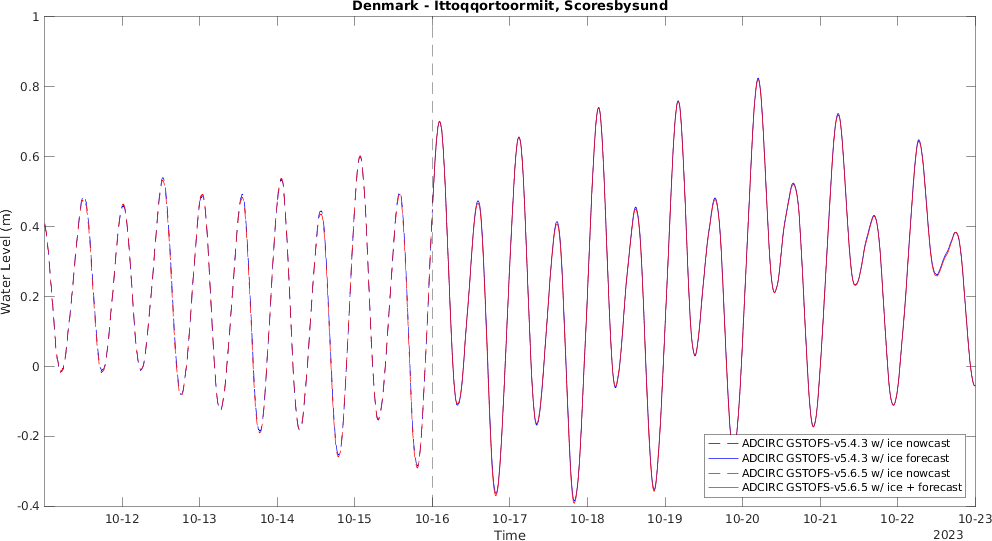 Denmark - Ittoqqortoormiit, Scoresbysund
1
0.8
0.6
0.4
0.2
0
-0.2
-0.4
Water Level (m)
ADCIRC GSTOFS-v5.4.3 w/ ice nowcast
ADCIRC GSTOFS-v5.4.3 w/ ice forecast
ADCIRC GSTOFS-v5.6.5 w/ ice nowcast
ADCIRC GSTOFS-v5.6.5 w/ ice + forecast
10-12 10-13 10-14 10-15 10-16 10-17 10-18 10-19 10-20 10-21 10-22 10-23
Time
2023